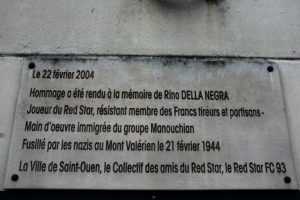 Le 22 février 2004
Hommage a été rendu à la mémoire de Rino DELLA NEGRA
Joueur du Red Star, résistant membre des Francs tireurs et partisans -
Main d'oeuvre immigrée du groupe Manouchian
Fusillé par les nazis au Mont Valérien le 21 février 1944
La Ville de Saint-Ouen, le Collectif des amis du Red Star, le Red Star FC 93